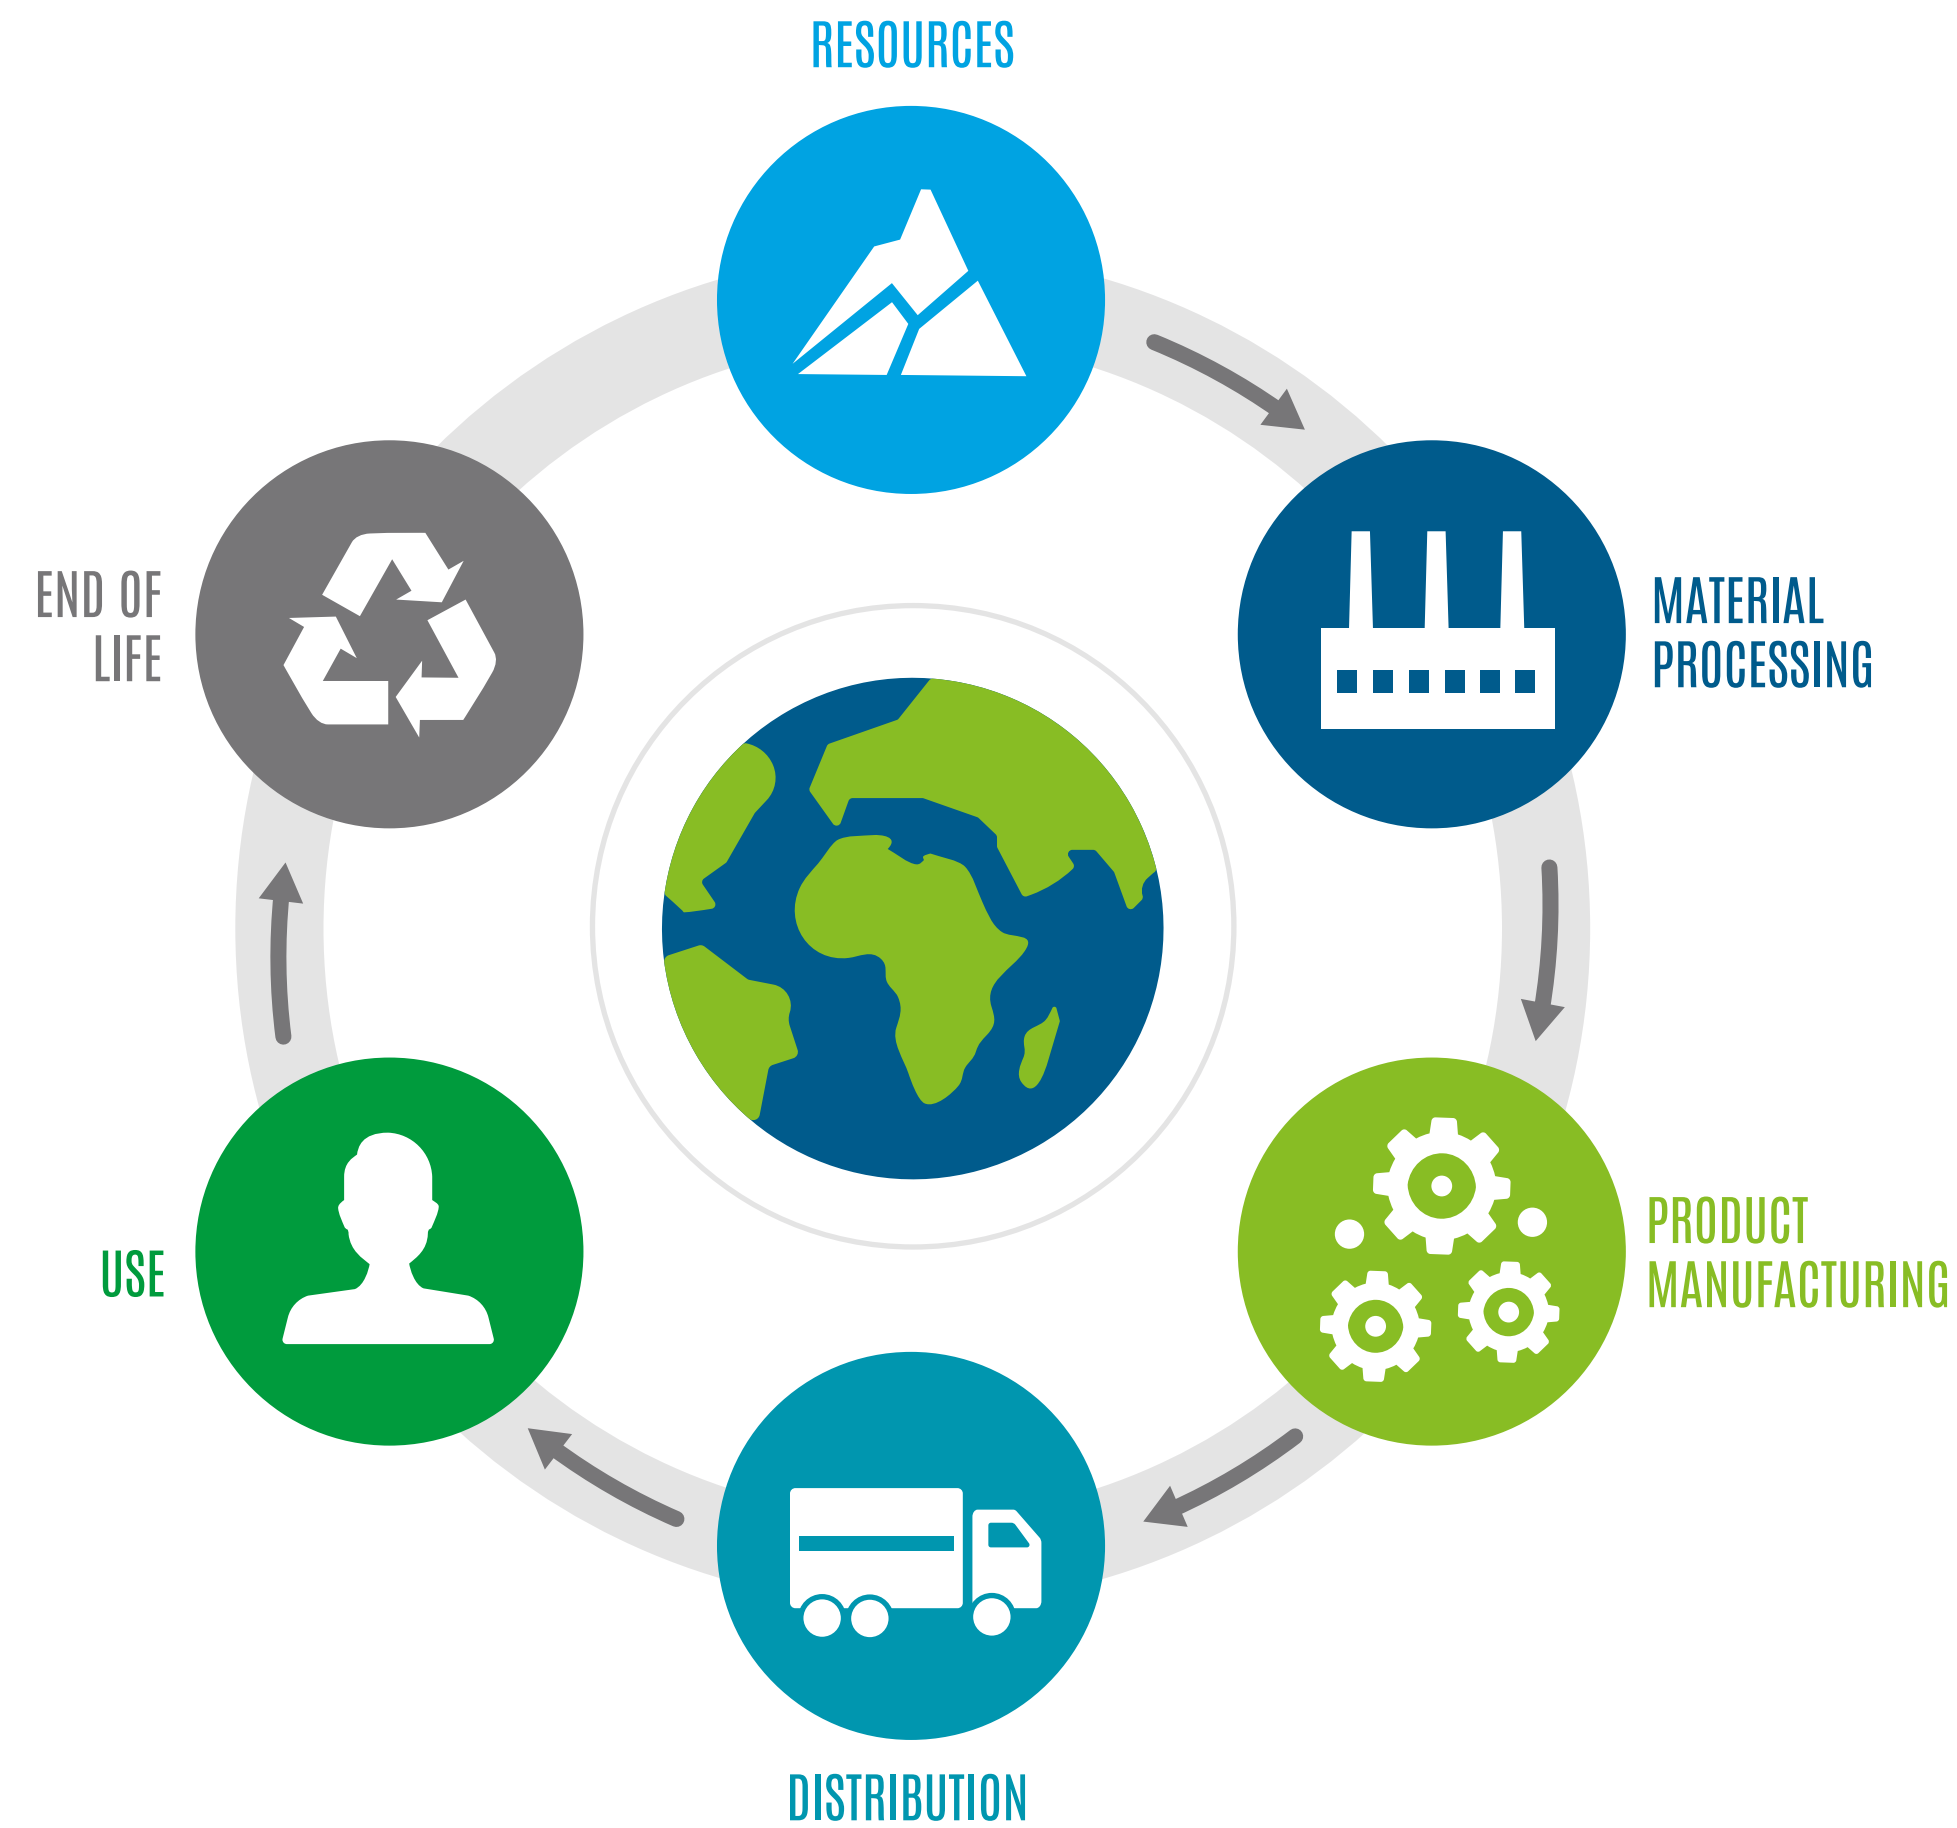 RESOURCES
MATERIAL
PROCESSING
PRODUCT
MANUFACTURING
DISTRIBUTION
USE
END OF
LIFE